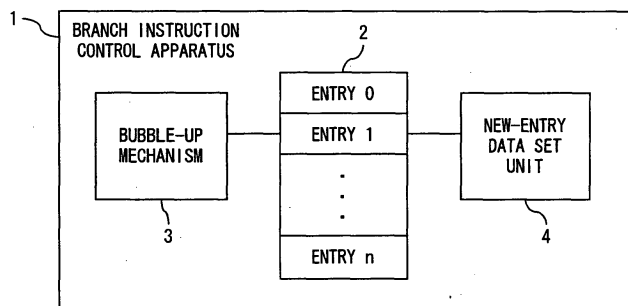 1
BRANCH INSTRUCTION
CONTROL APPARATUS
2
ENTRY 0
ENTRY 1
ENTRY n
BUBBLE-UP
MECHANISM
3
NEW-ENTRY
DATA SET
UNIT
4